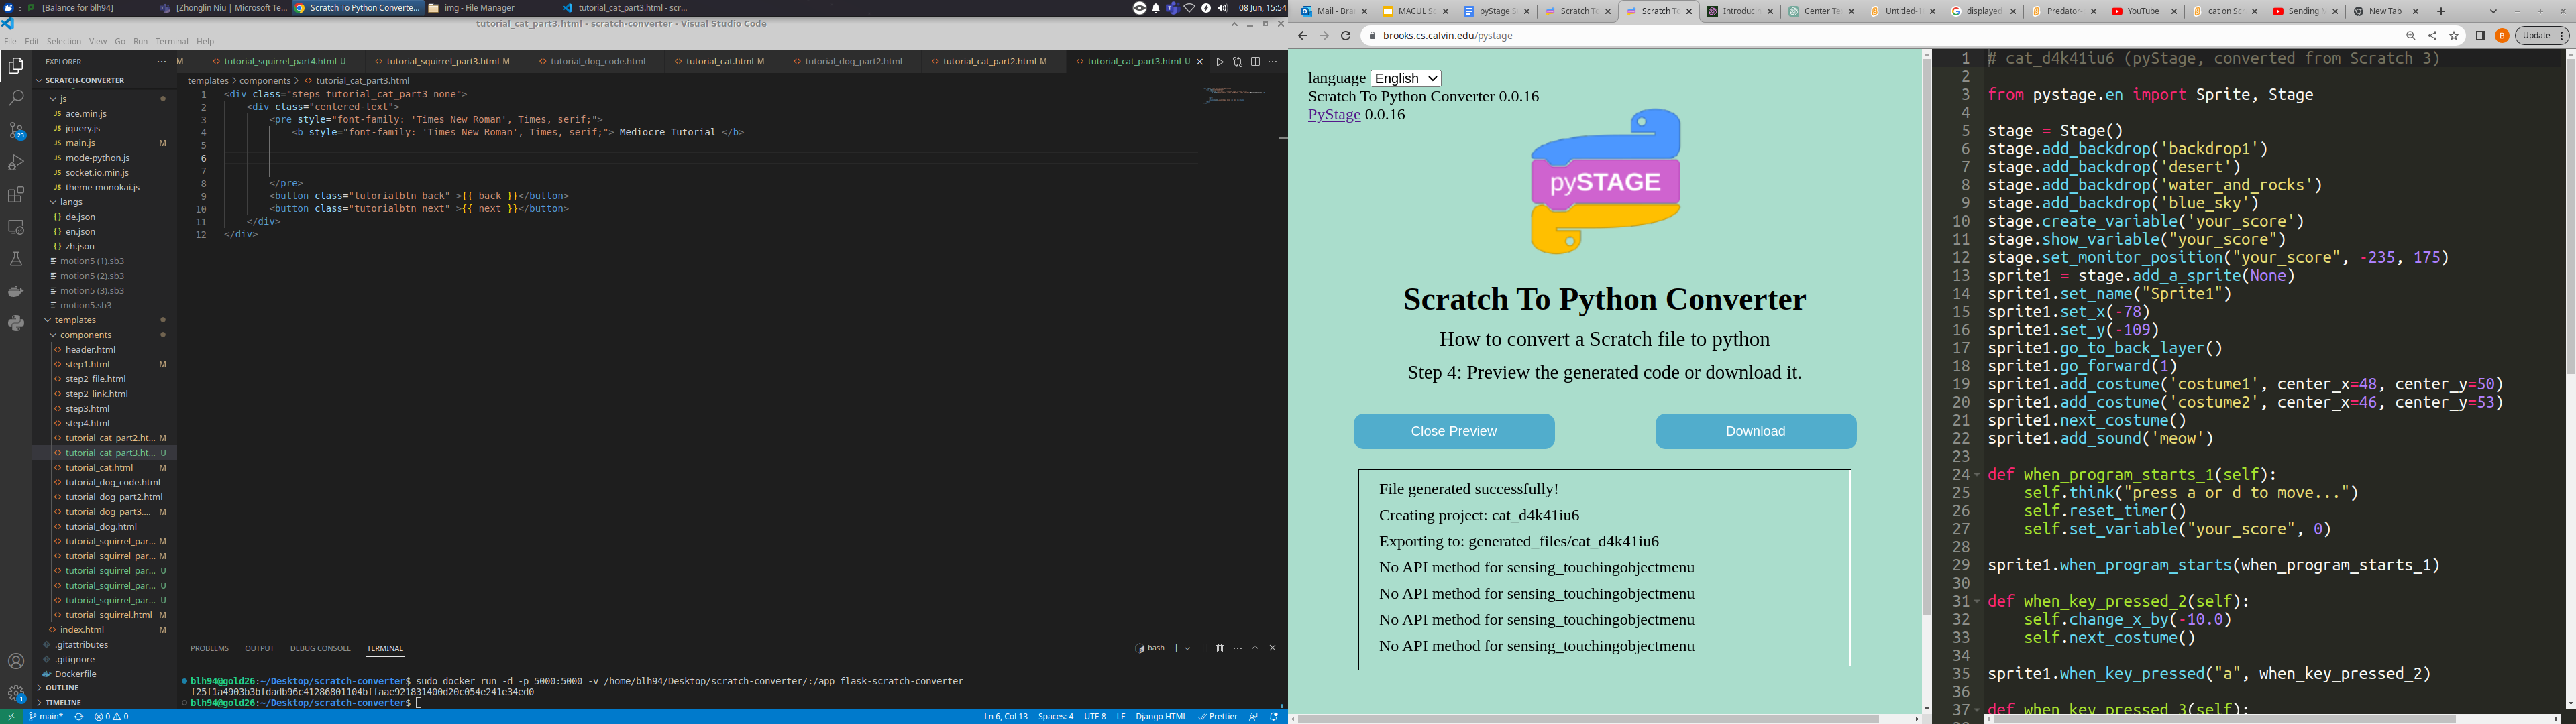 [Balance for blh94]
[Zhonglin Niu | Microsoft Te...
Scratch To Python Converte...
img - File Manager
tutorial_cat_part3.html - scr...
08 Jun, 15:54
tutorial_cat_part3.html - scratch-converter - Visual Studio Code
File Edit Selection View Go Run Terminal Help
EXPLORER
SCRATCH-CONVERTER
js
ace.min.js
jquery.js
main.js M
mode-python.js
socket.io.min.js
theme-monokai.js
langs
de.json
en.json
zh.json
motion5 (1).sb3
motion5 (2).sb3
motion5 (3).sb3
motion5.sb3
templates
components
header.html
step1.html M
step2_file.html
step2_link.html
step3.html
step4.html
tutorial_cat_part2.ht... M
tutorial_cat_part3.ht... U
tutorial_cat.html M
tutorial_dog_code.html
tutorial_dog_part2.html
tutorial_dog_part3.... M
tutorial_dog.html
tutorial_squirrel_par... M
tutorial_squirrel_par... M
tutorial_squirrel_par... U
tutorial_squirrel_par... U
tutorial_squirrel_par... U
tutorial_squirrel.html M
index.html M
.gitattributes
.gitignore
Dockerfile
OUTLINE
TIMELINE
23
1
M
tutorial_squirrel_part4.html U
tutorial_squirrel_part3.html M
tutorial_dog_code.html
tutorial_cat.html M
tutorial_dog_part2.html
tutorial_cat_part2.html M
tutorial_cat_part3.html U
templates > components > tutorial_cat_part3.html
1 <div class="steps tutorial_cat_part3 none">
2 <div class="centered-text">
3 <pre style="font-family: 'Times New Roman', Times, serif;">
4 <b style="font-family: 'Times New Roman', Times, serif;"> Mediocre Tutorial </b>
5
6
7
8 </pre>
9 <button class="tutorialbtn back" >{{ back }}</button>
10 <button class="tutorialbtn next" >{{ next }}</button>
11 </div>
12 </div>
PROBLEMS OUTPUT DEBUG CONSOLE TERMINAL
bash
blh94@gold26:~/Desktop/scratch-converter$ sudo docker run -d -p 5000:5000 -v /home/blh94/Desktop/scratch-converter/:/app flask-scratch-converter
f25f1a4903b3bfdadb96c41286801104bffaae921831400d20c054e241e34ed0
blh94@gold26:~/Desktop/scratch-converter$
main* 0 0
Ln 6, Col 13 Spaces: 4 UTF-8 LF Django HTML Prettier
Mail - Bra
MACUL Sc
pyStage S
Scratch To
Scratch To
Introducin
Center Te
Untitled-1
displayed
Predator-
YouTube
cat on Scr
Sending M
New Tab
brooks.cs.calvin.edu/pystage
B
Update
language English
Scratch To Python Converter 0.0.16
PyStage 0.0.16
pySTAGE
Scratch To Python Converter
How to convert a Scratch file to python
Step 4: Preview the generated code or download it.
Close Preview
Download
File generated successfully!
Creating project: cat_d4k41iu6
Exporting to: generated_files/cat_d4k41iu6
No API method for sensing_touchingobjectmenu
No API method for sensing_touchingobjectmenu
No API method for sensing_touchingobjectmenu
No API method for sensing_touchingobjectmenu
1 # cat_d4k41iu6 (pyStage, converted from Scratch 3)
2
3 from pystage.en import Sprite, Stage
4
5 stage = Stage()
6 stage.add_backdrop('backdrop1')
7 stage.add_backdrop('desert')
8 stage.add_backdrop('water_and_rocks')
9 stage.add_backdrop('blue_sky')
10 stage.create_variable('your_score')
11 stage.show_variable("your_score")
12 stage.set_monitor_position("your_score", -235, 175)
13 sprite1 = stage.add_a_sprite(None)
14 sprite1.set_name("Sprite1")
15 sprite1.set_x(-78)
16 sprite1.set_y(-109)
17 sprite1.go_to_back_layer()
18 sprite1.go_forward(1)
19 sprite1.add_costume('costume1', center_x=48, center_y=50)
20 sprite1.add_costume('costume2', center_x=46, center_y=53)
21 sprite1.next_costume()
22 sprite1.add_sound('meow')
23
24 def when_program_starts_1(self):
25 self.think("press a or d to move...")
26 self.reset_timer()
27 self.set_variable("your_score", 0)
28
29 sprite1.when_program_starts(when_program_starts_1)
30
31 def when_key_pressed_2(self):
32 self.change_x_by(-10.0)
33 self.next_costume()
34
35 sprite1.when_key_pressed("a", when_key_pressed_2)
36
37 def when_key_pressed_3(self):